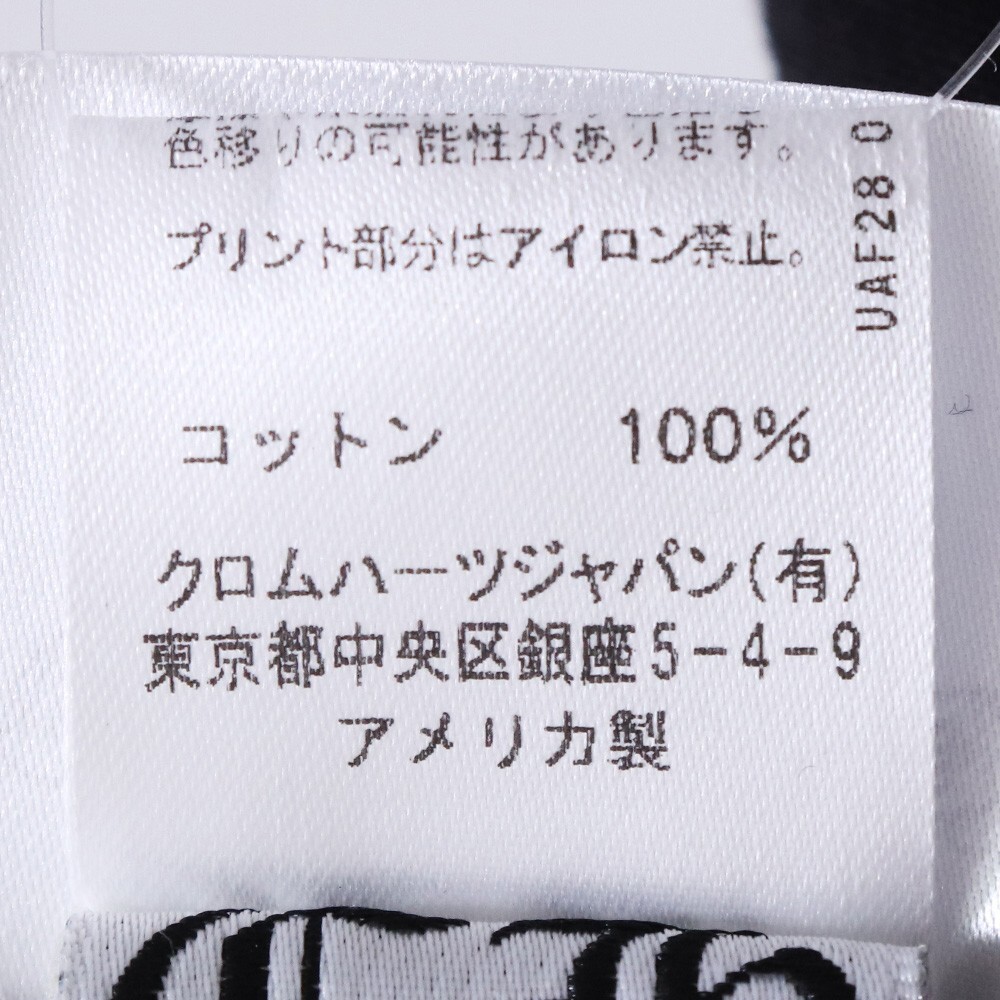 色移りの可能性があります。
プリント部分はアイロン禁止。
UAF28 0
コットン 100%
クロムハーツジャパン(有)
東京都中央区銀座5-4-9
アメリカ製